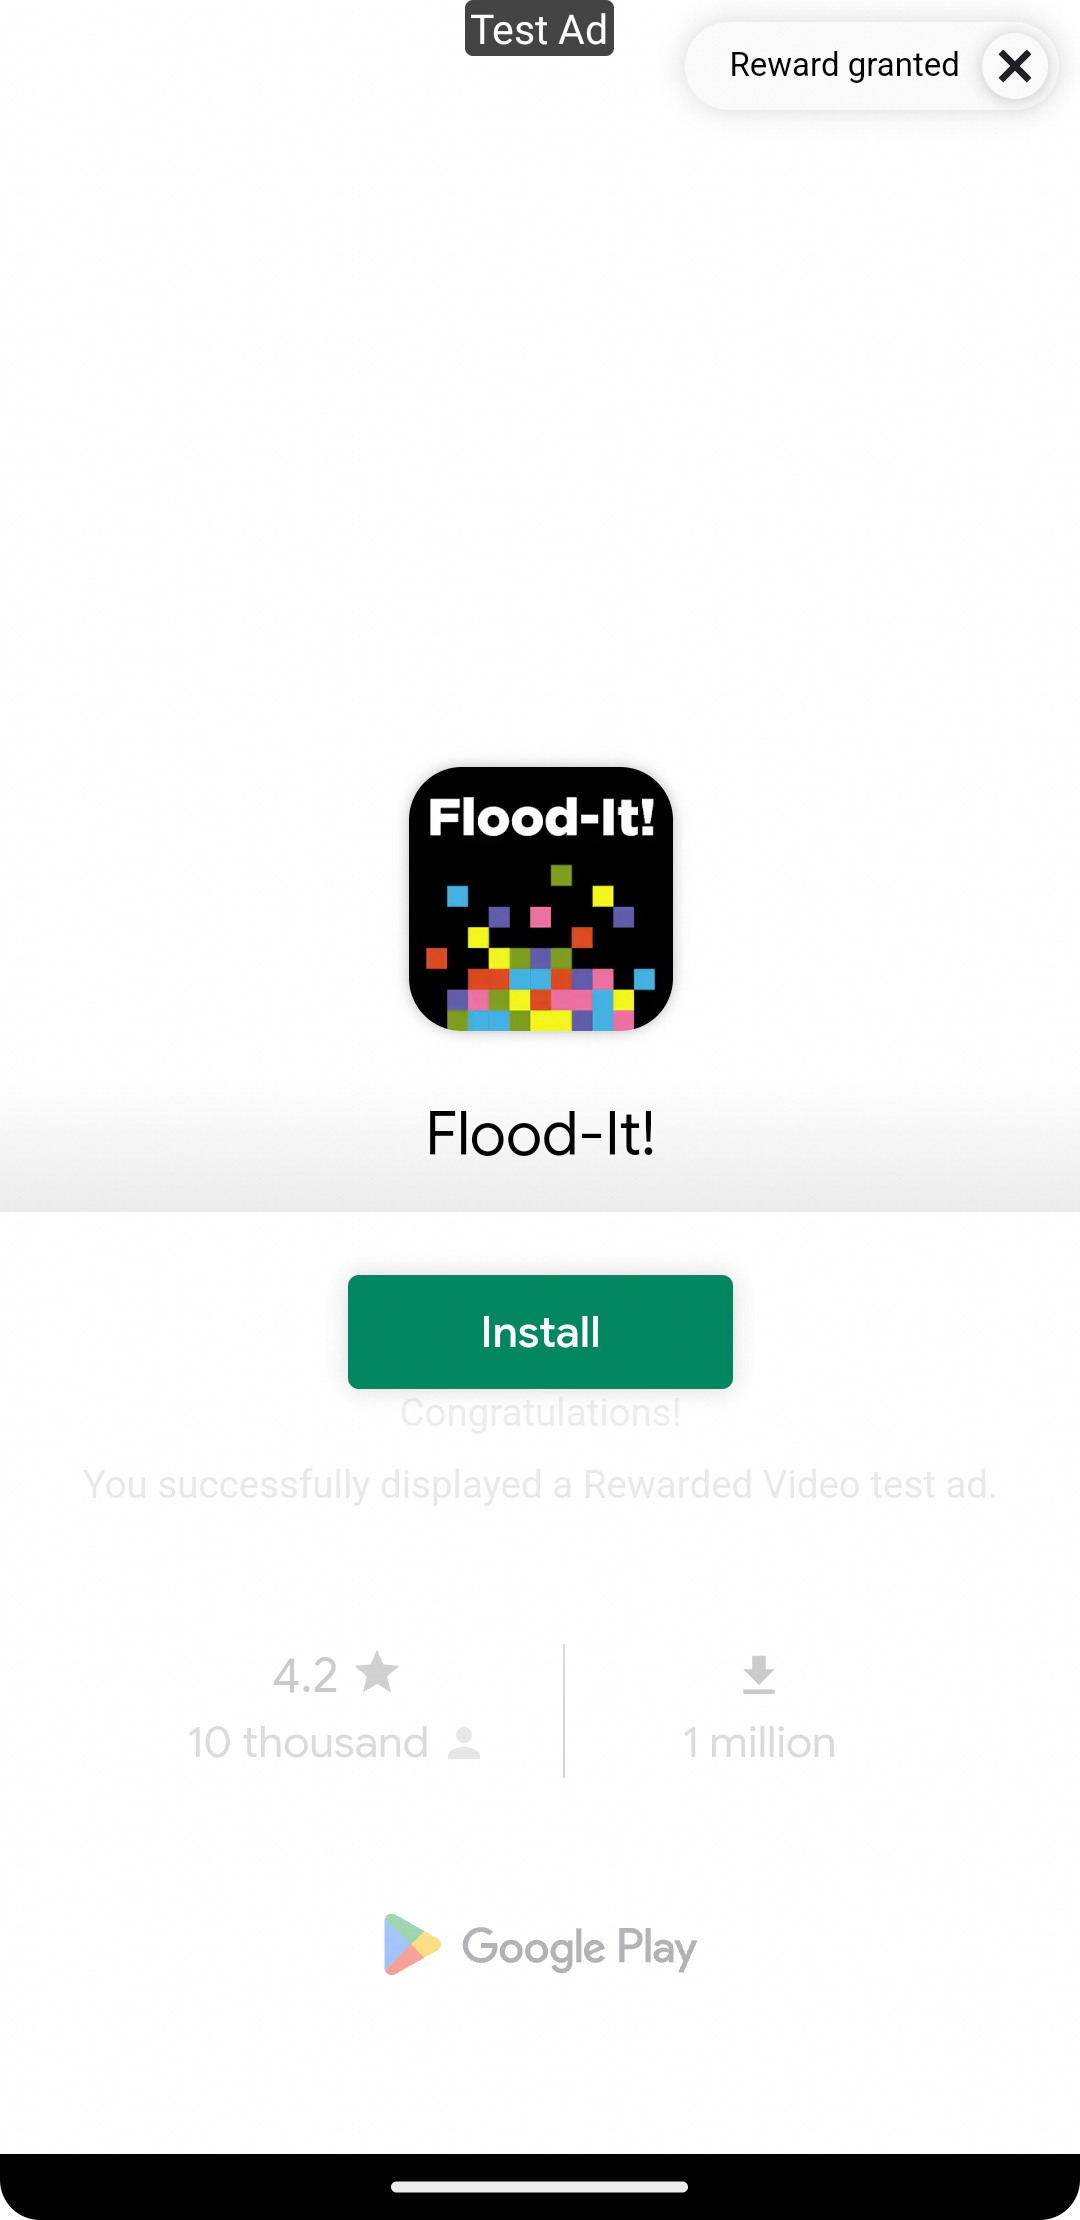 Test Ad
Reward granted
Flood-It!
Flood-It!
Install
Congratulations!
You successfully displayed a Rewarded Video test ad.
4.2
10 thousand
1 million
Google Play